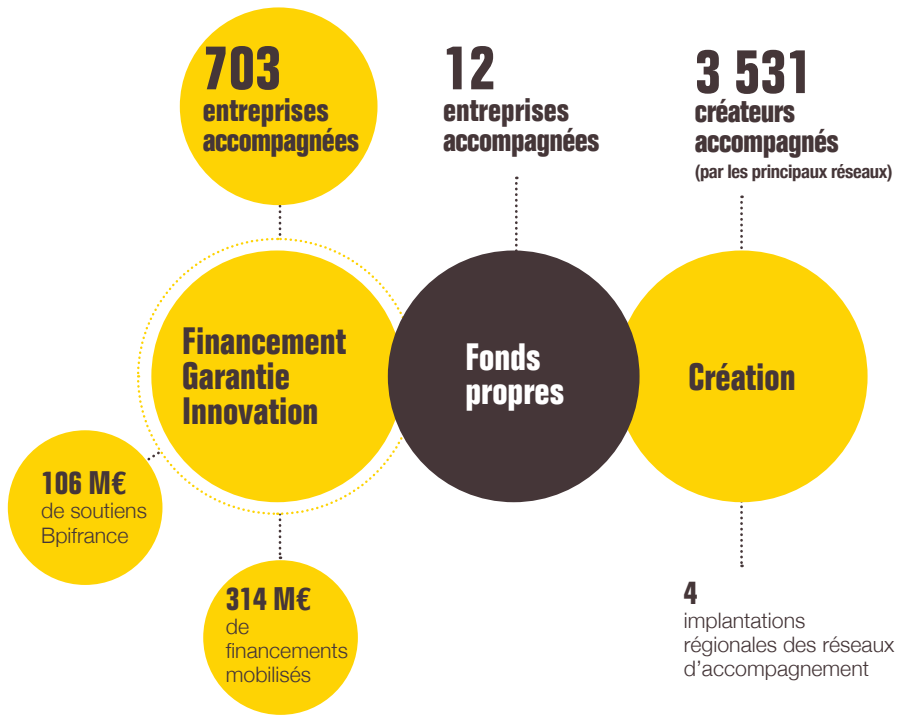 703
entreprises
accompagnées
12
entreprises
accompagnées
3 531
créateurs
accompagnés
(par les principaux réseaux)
Financement
Garantie
Innovation
Fonds
propres
Création
106 M€
de soutiens
Bpifrance
314 M€
de
financements
mobilisés
4
implantations
régionales des réseaux
d'accompagnement